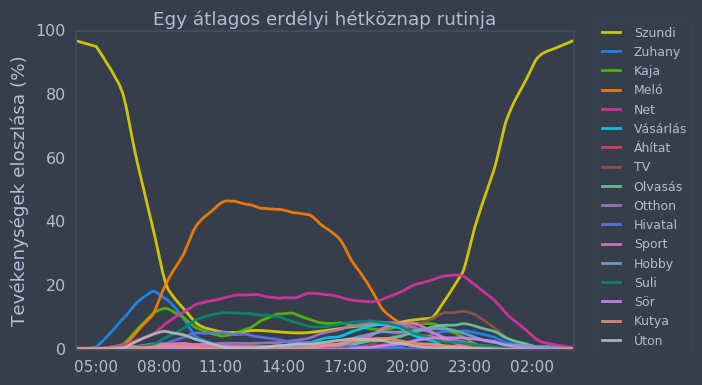 Egy átlagos erdélyi hétköznap rutinja
Tevékenységek eloszlása (%)
100
80
60
40
20
0
05:00 08:00 11:00 14:00 17:00 20:00 23:00 02:00
Szundi
Zuhany
Kaja
Meló
Net
Vásárlás
Áhítat
TV
Olvasás
Otthon
Hivatal
Sport
Hobby
Suli
Sör
Kutya
Úton